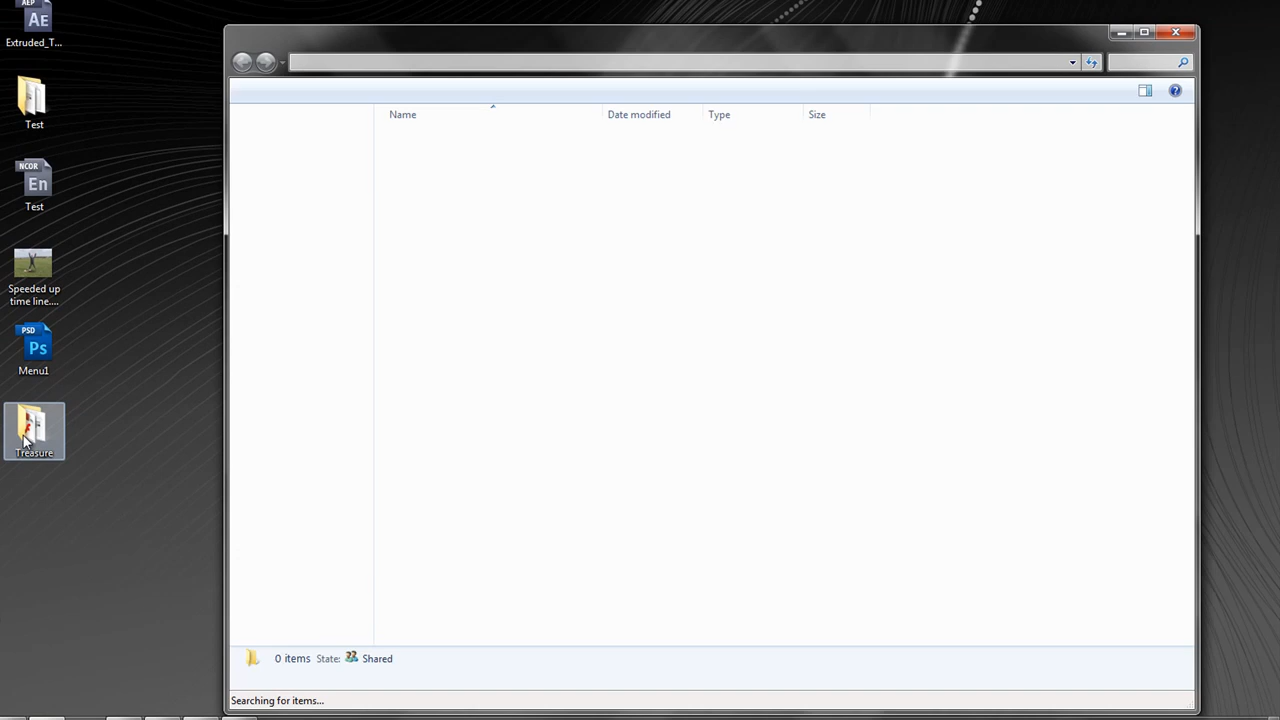 AEP
Ae
Extruded_T...
Test
NCOR
En
Test
Speeded up
time line....
PSD
Ps
Menu1
Treasure
Name
Date modified
Type
Size
0 items State: Shared
Searching for items...